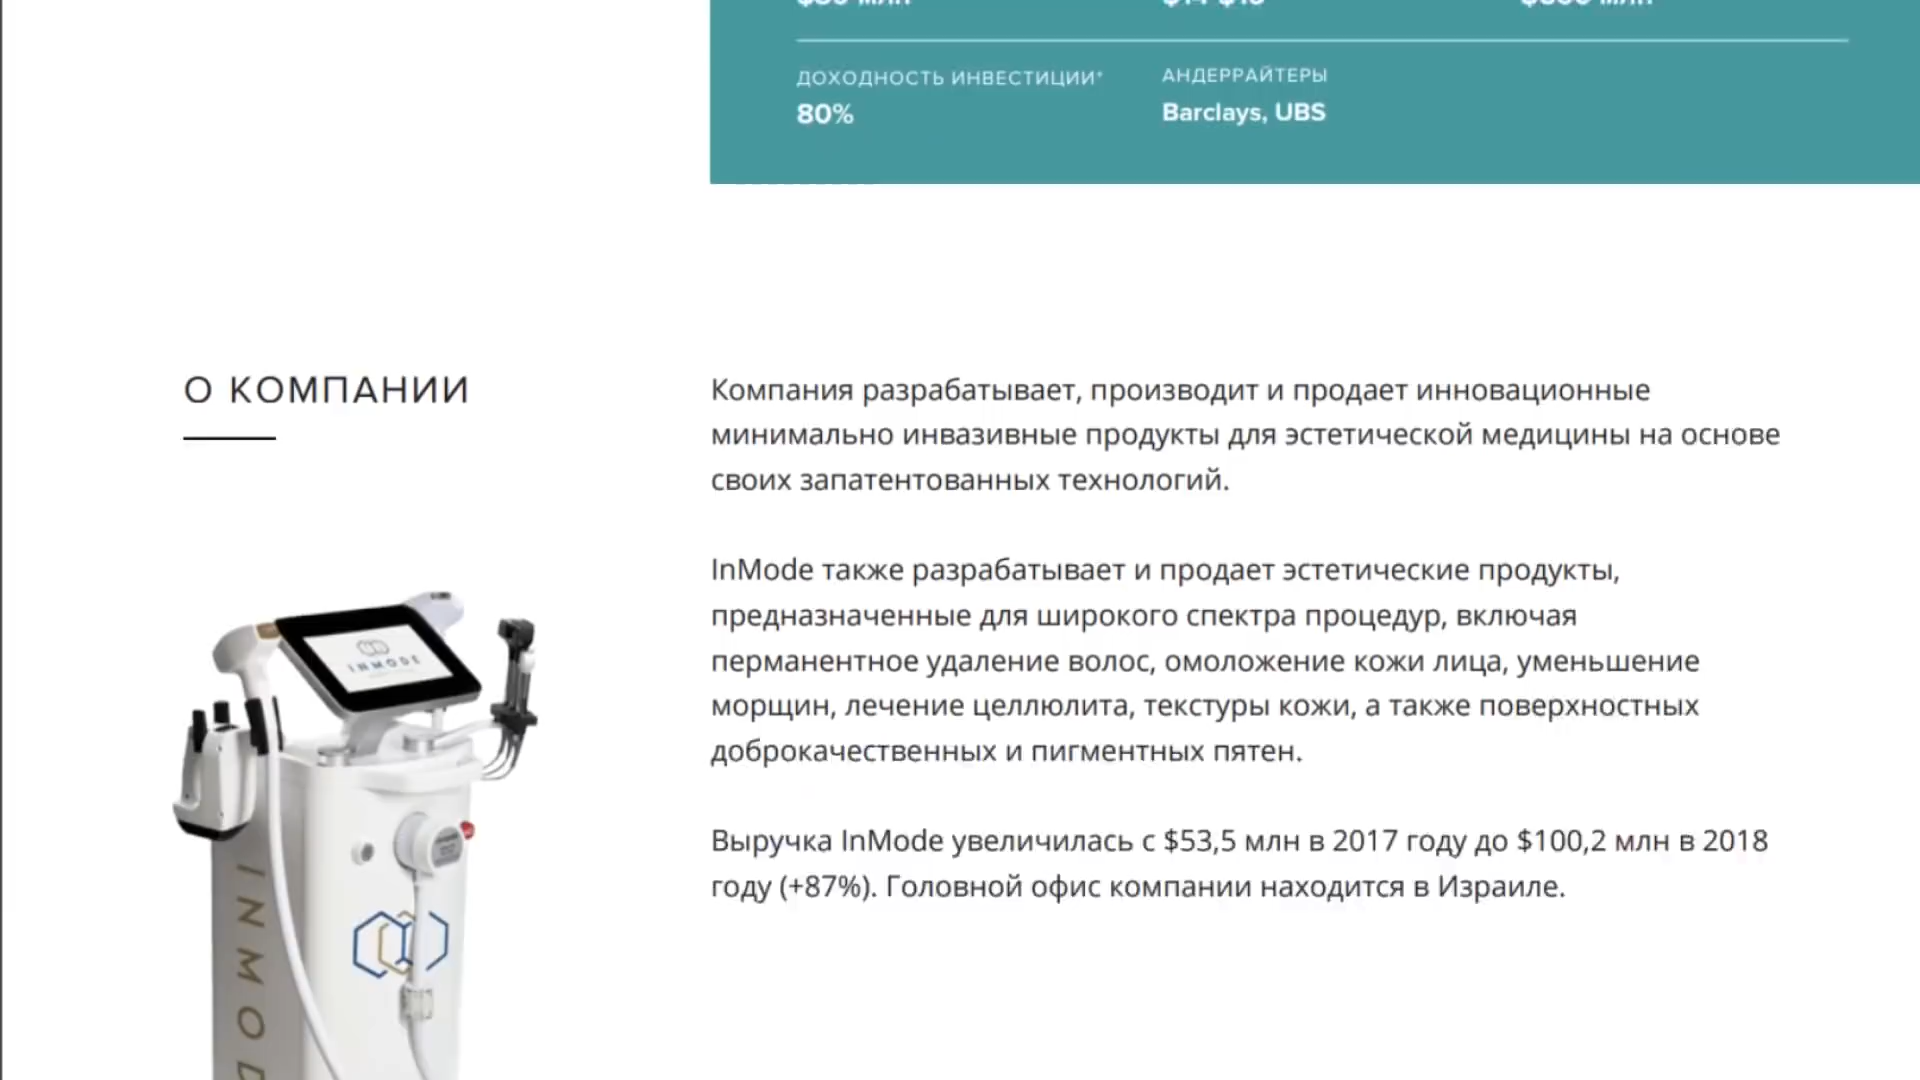 ДОХОДНОСТЬ ИНВЕСТИЦИИ*
80%
АНДЕРРАЙТЕРЫ
Barclays, UBS
О КОМПАНИИ
Компания разрабатывает, производит и продает инновационные
минимально инвазивные продукты для эстетической медицины на основе
своих запатентованных технологий.
InMode также разрабатывает и продает эстетические продукты,
предназначенные для широкого спектра процедур, включая
перманентное удаление волос, омоложение кожи лица, уменьшение
морщин, лечение целлюлита, текстуры кожи, а также поверхностных
доброкачественных и пигментных пятен.
Выручка InMode увеличилась с $53,5 млн в 2017 году до $100,2 млн в 2018
году (+87%). Головной офис компании находится в Израиле.
INMODE
INMOD